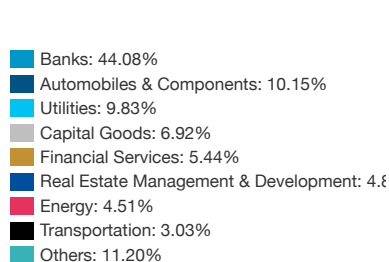 Banks: 44.08%
Automobiles & Components: 10.15%
Utilities: 9.83%
Capital Goods: 6.92%
Financial Services: 5.44%
Real Estate Management & Development: 4.8
Energy: 4.51%
Transportation: 3.03%
Others: 11.20%